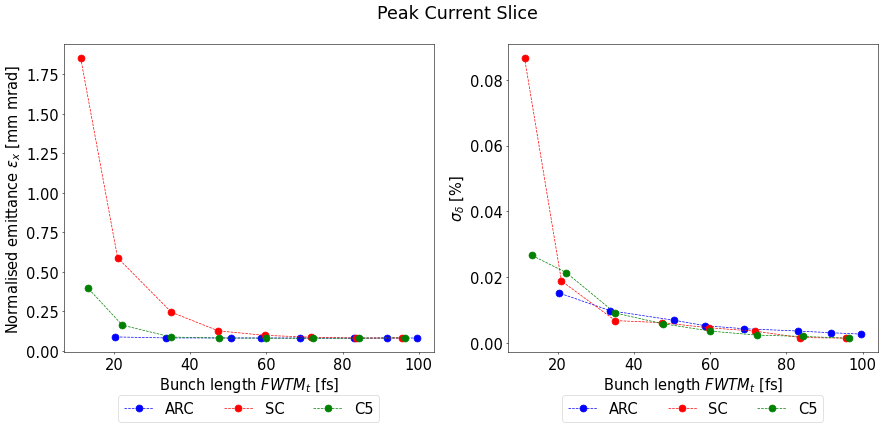 Peak Current Slice
Normalised emittance εₓ [mm mrad]
1.75
1.50
1.25
1.00
0.75
0.50
0.25
0.00
20 40 60 80 100
Bunch length FWTMₜ [fs]
ARC SC C5
σ_δ [%]
0.08
0.06
0.04
0.02
0.00
20 40 60 80 100
Bunch length FWTMₜ [fs]
ARC SC C5